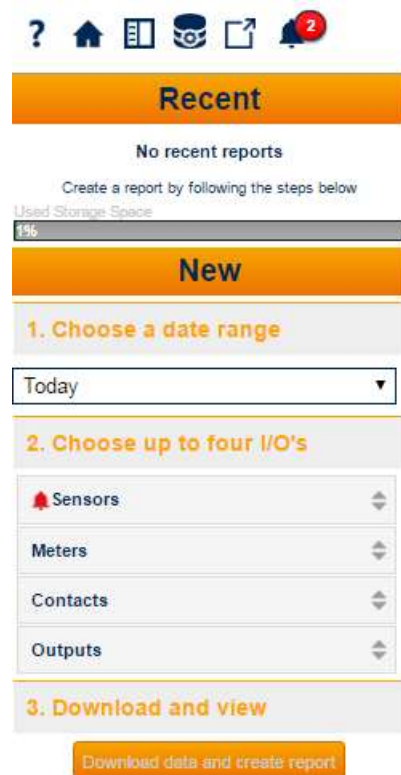 ?
2
Recent
No recent reports
Create a report by following the steps below
Used Storage Space
1%
New
1. Choose a date range
Today
2. Choose up to four I/O's
Sensors
Meters
Contacts
Outputs
3. Download and view
Download data and create report